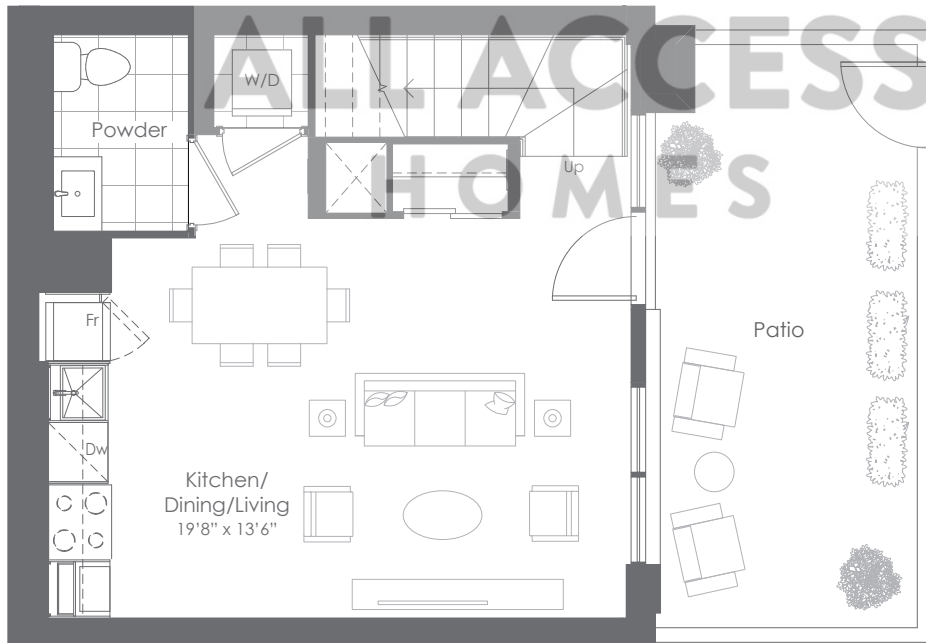 ALL ACCESS
HOMES
W/D
Powder
Up
Fr
Patio
Dw
Kitchen/
Dining/Living
19'8" x 13'6"